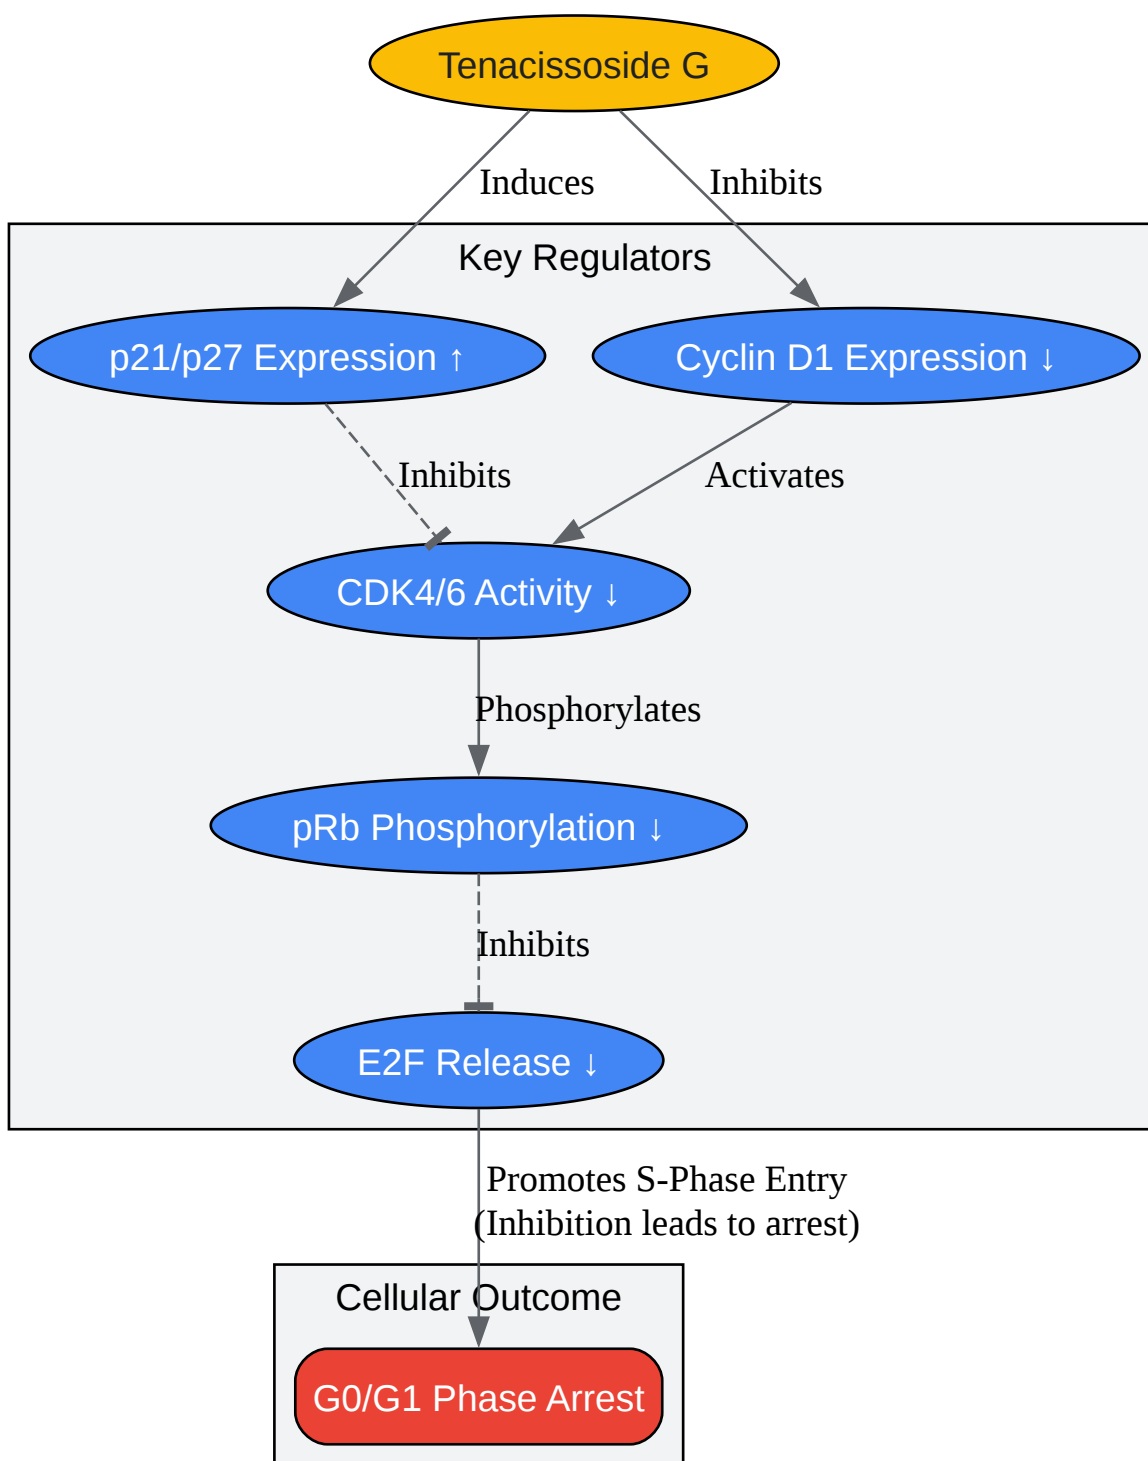 Tenacissoside G
Induces
Inhibits
Key Regulators
p21/p27 Expression ↑
Cyclin D1 Expression ↓
Inhibits
Activates
CDK4/6 Activity ↓
Phosphorylates
pRb Phosphorylation ↓
Inhibits
E2F Release ↓
Promotes S-Phase Entry
(Inhibition leads to arrest)
Cellular Outcome
G0/G1 Phase Arrest